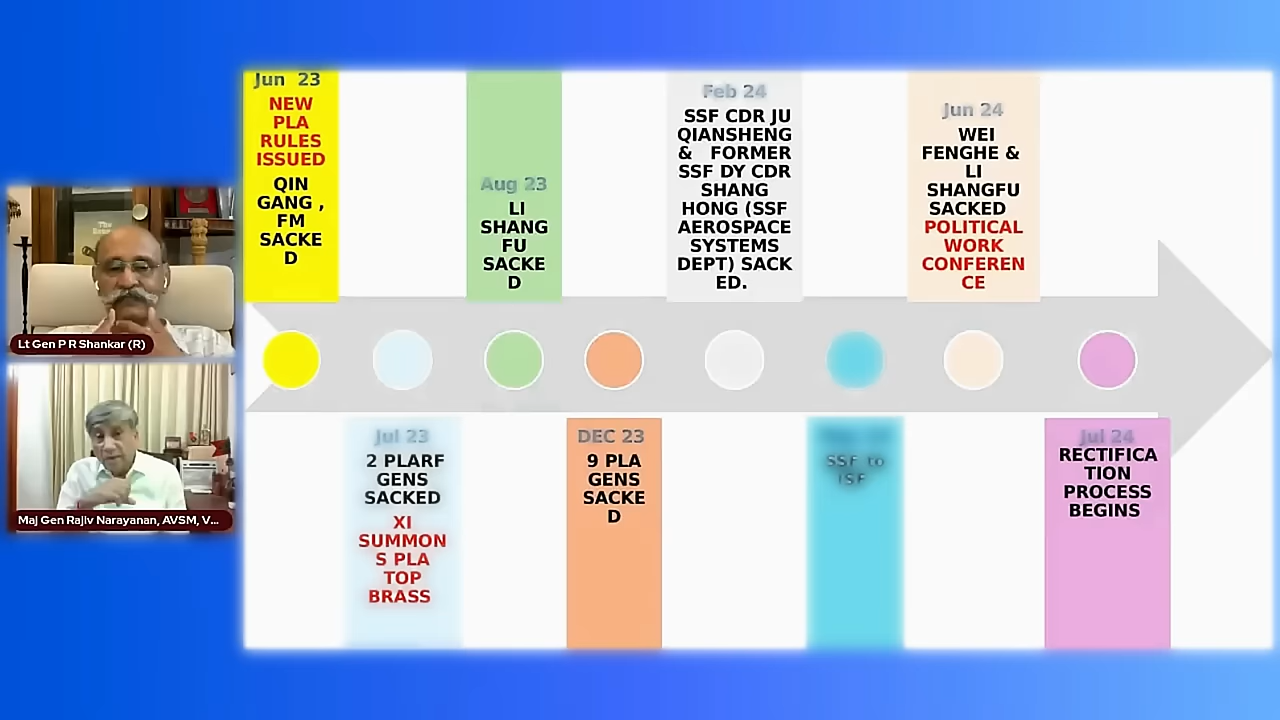 Jun 23
NEW
PLA
RULES
ISSUED
QIN
GANG ,
FM
SACKE
D
Jul 23
2 PLARF
GENS
SACKED
XI
SUMMON
S PLA
TOP
BRASS
Aug 23
LI
SHANG
FU
SACKE
D
DEC 23
9 PLA
GENS
SACKE
D
Feb 24
SSF CDR JU
QIANSHENG
& FORMER
SSF DY CDR
SHANG
HONG (SSF
AEROSPACE
SYSTEMS
DEPT) SACK
ED.
SSF to
ISF
Jun 24
WEI
FENGHE &
LI
SHANGFU
SACKED
POLITICAL
WORK
CONFEREN
CE
Jul 24
RECTIFICA
TION
PROCESS
BEGINS
Lt Gen P R Shankar (R)
Maj Gen Rajiv Narayanan, AVSM, V...